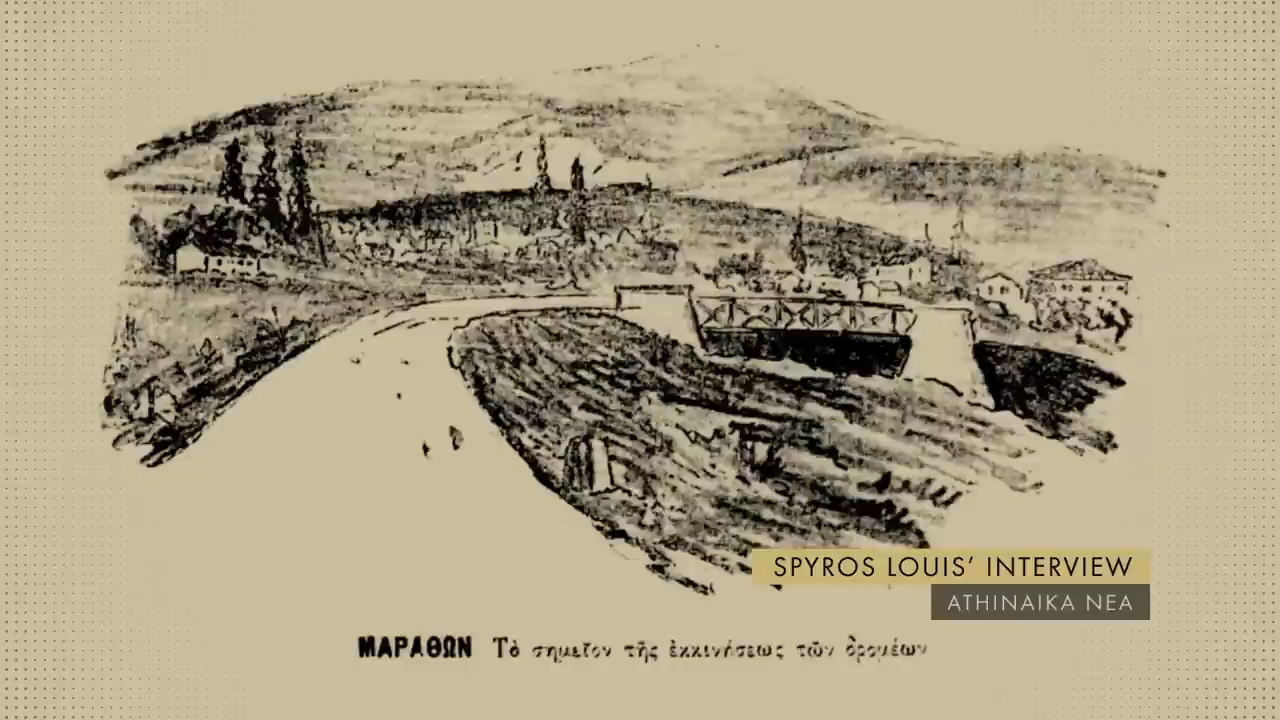 SPYROS LOUIS’ INTERVIEW
ATHINAIKA NEA
ΜΑΡΑΘΩΝ Τὸ σημεῖον τῆς ἐκκινήσεως τῶν δρομέων